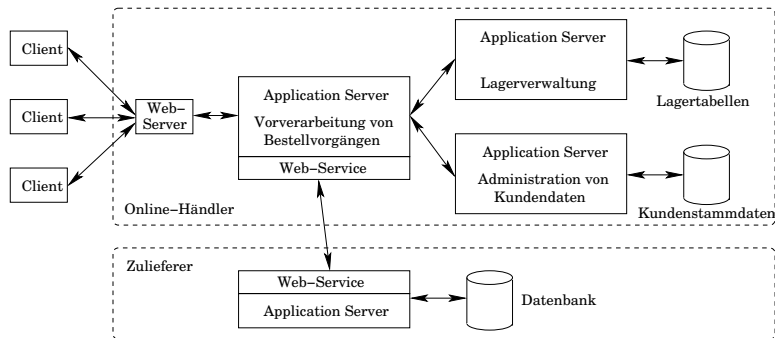 Client
Client
Client
Web-
Server
Application Server
Vorverarbeitung von
Bestellvorgängen
Web-Service
Application Server
Lagerverwaltung
Lagertabellen
Application Server
Administration von
Kundendaten
Kundenstammdaten
Online-Händler
Zulieferer
Web-Service
Application Server
Datenbank